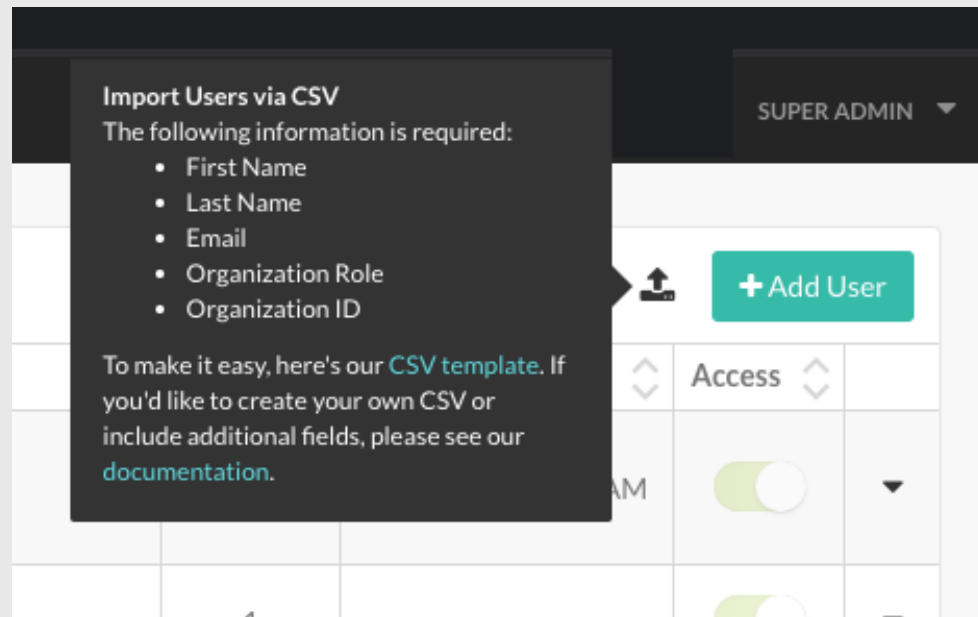 Import Users via CSV
The following information is required:
• First Name
• Last Name
• Email
• Organization Role
• Organization ID
To make it easy, here's our CSV template. If
you'd like to create your own CSV or
include additional fields, please see our
documentation.
SUPER ADMIN
+ Add User
Access
AM